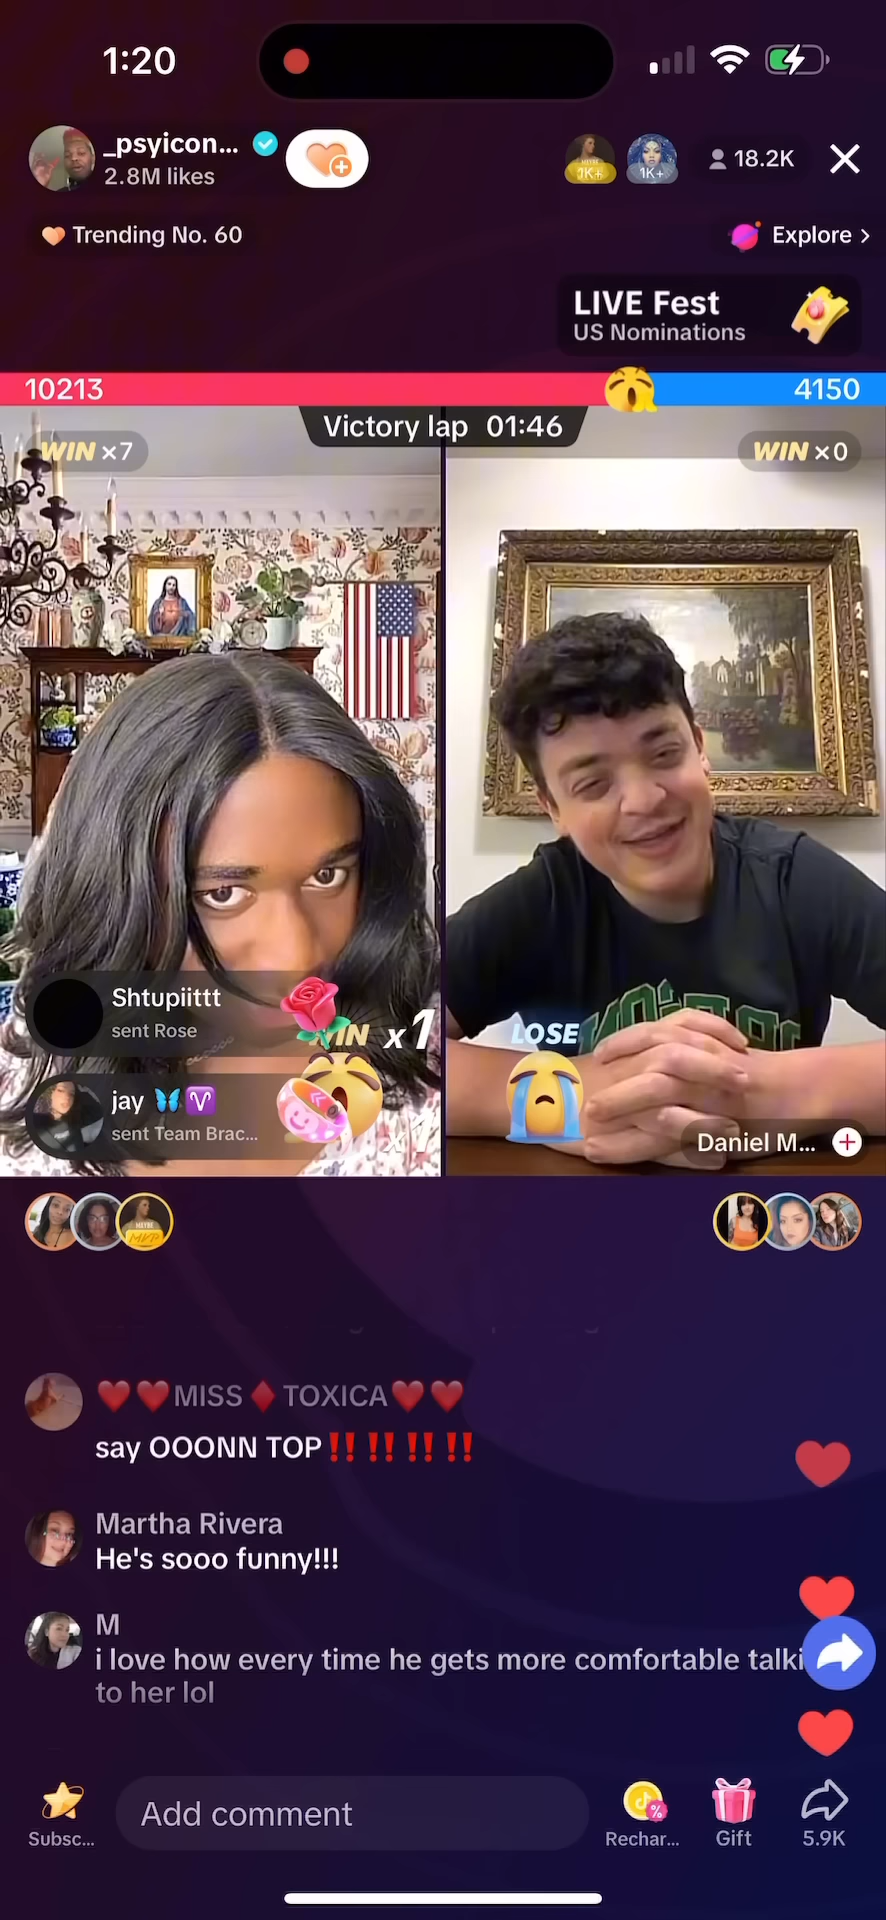 1:20
_psyicon...
2.8M likes
1K+
1K+
18.2K
Trending No. 60
Explore >
LIVE Fest
US Nominations
10213
4150
Victory lap 01:46
WIN x7
WIN x0
Shtupiittt
sent Rose
WIN x1
LOSE
jay 🦋♈
sent Team Brac...
x1
Daniel M...
MAYBE
MVP
❤️❤️MISS♦️TOXICA❤️❤️
say OOONN TOP‼️‼️‼️‼️
Martha Rivera
He's sooo funny!!!
M
i love how every time he gets more comfortable talki
to her lol
Subsc...
Add comment
Rechar...
Gift
5.9K